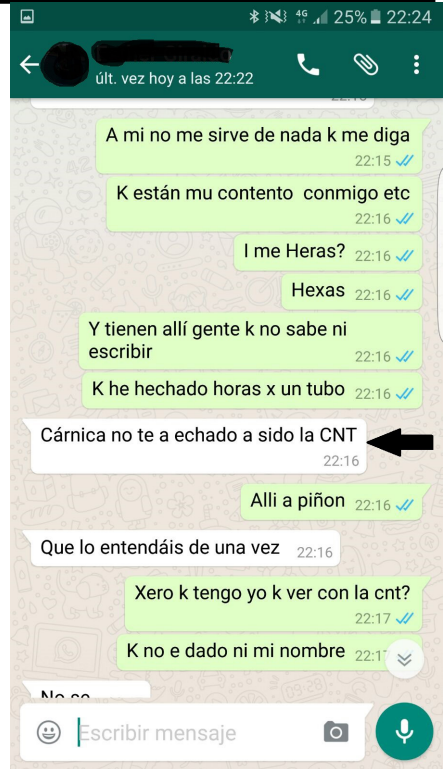 4G 25% 22:24
últ. vez hoy a las 22:22
A mi no me sirve de nada k me diga
22:15
K están mu contento conmigo etc
22:16
I me Heras? 22:16
Hexas 22:16
Y tienen allí gente k no sabe ni
escribir 22:16
K he hechado horas x un tubo 22:16
Cárnica no te a echado a sido la CNT
22:16
Alli a piñon 22:16
Que lo entendáis de una vez 22:16
Xero k tengo yo k ver con la cnt?
22:17
K no e dado ni mi nombre
Escribir mensaje